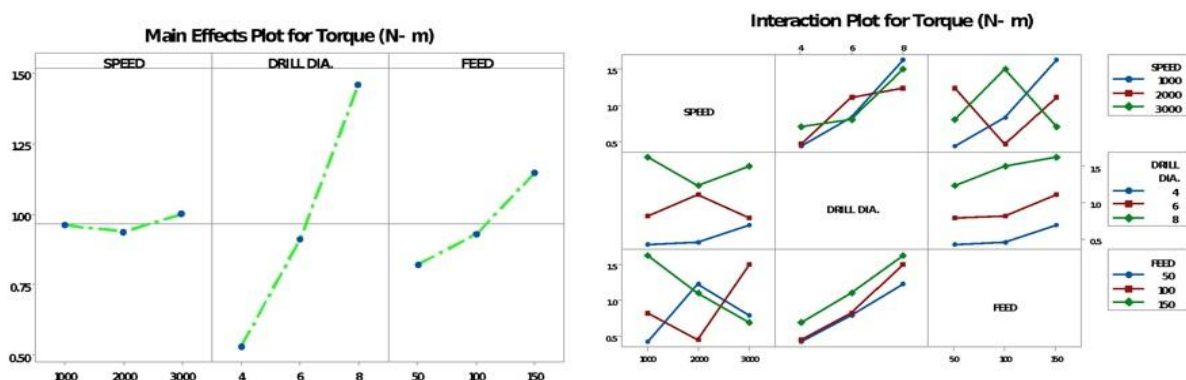 Main Effects Plot for Torque (N- m)
SPEED DRILL DIA. FEED
150
125
100
0.75
0.50
1000 2000 3000 4 6 8 50 100 150
Interaction Plot for Torque (N- m)
4 6 8
1.5
1.0
0.5
SPEED
SPEED
1000
2000
3000
DRILL DIA.
1.5
1.0
0.5
DRILL
DIA.
4
6
8
1.5
1.0
0.5
FEED
FEED
50
100
150
1000 2000 3000 50 100 150